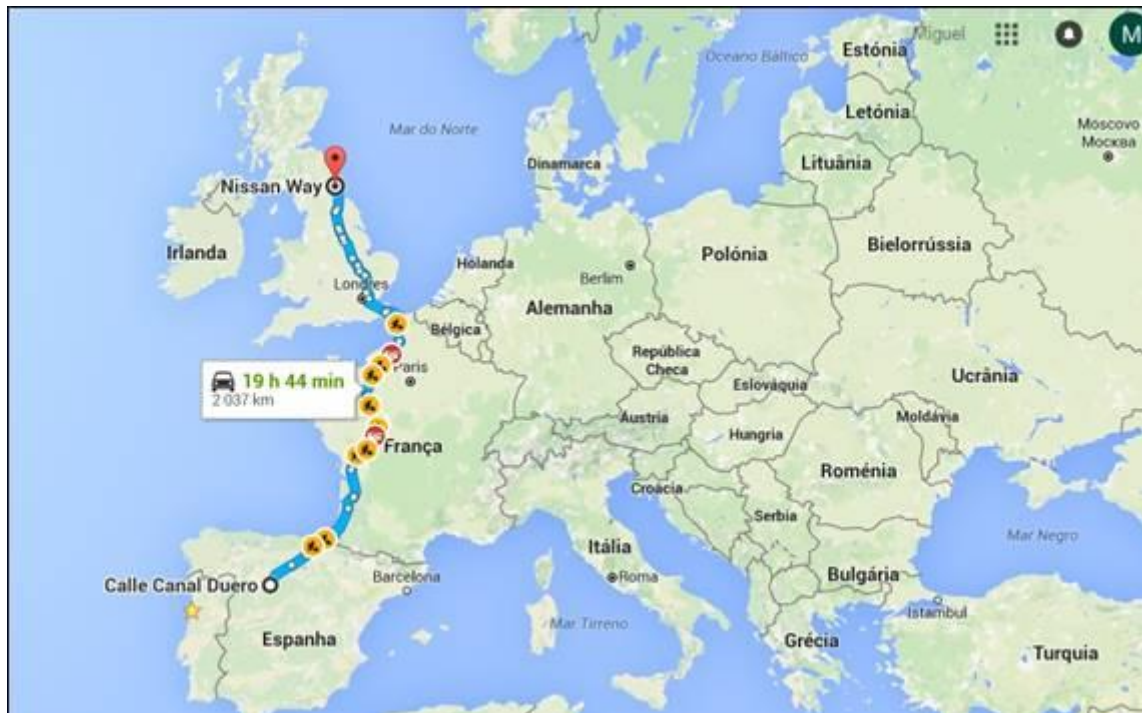 Oceano Báltico
Miguel
M
Estónia
Letónia
Moscovo
Москва
Mar do Norte
Dinamarca
Lituânia
Nissan Way
Irlanda
Bielorrússia
Polónia
Holanda
Berlim
Londres
Alemanha
Bélgica
República
Checa
Paris
19 h 44 min
2 037 km
Eslováquia
Ucrânia
Áustria
Moldávia
Hungria
França
Roménia
Croácia
Sérbia
Mar Negro
Itália
Barcelona
Roma
Bulgária
Calle Canal Duero
Istambul
Mar Tirreno
Espanha
Grécia
Turquia